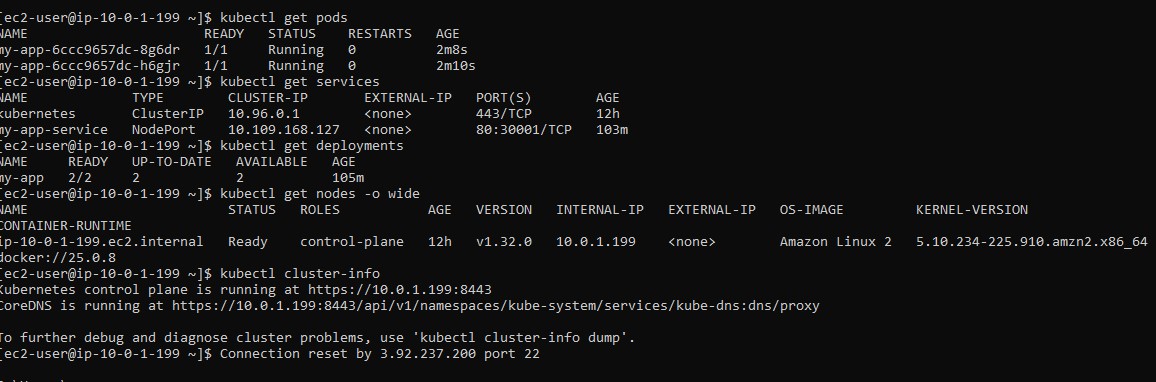 [ec2-user@ip-10-0-1-199 ~]$ kubectl get pods
NAME READY STATUS RESTARTS AGE
my-app-6ccc9657dc-8g6dr 1/1 Running 0 2m8s
my-app-6ccc9657dc-h6gjr 1/1 Running 0 2m10s
[ec2-user@ip-10-0-1-199 ~]$ kubectl get services
NAME TYPE CLUSTER-IP EXTERNAL-IP PORT(S) AGE
kubernetes ClusterIP 10.96.0.1 <none> 443/TCP 12h
my-app-service NodePort 10.109.168.127 <none> 80:30001/TCP 103m
[ec2-user@ip-10-0-1-199 ~]$ kubectl get deployments
NAME READY UP-TO-DATE AVAILABLE AGE
my-app 2/2 2 2 105m
[ec2-user@ip-10-0-1-199 ~]$ kubectl get nodes -o wide
NAME STATUS ROLES AGE VERSION INTERNAL-IP EXTERNAL-IP OS-IMAGE KERNEL-VERSION
CONTAINER-RUNTIME
ip-10-0-1-199.ec2.internal Ready control-plane 12h v1.32.0 10.0.1.199 <none> Amazon Linux 2 5.10.234-225.910.amzn2.x86_64
docker://25.0.8
[ec2-user@ip-10-0-1-199 ~]$ kubectl cluster-info
Kubernetes control plane is running at https://10.0.1.199:8443
CoreDNS is running at https://10.0.1.199:8443/api/v1/namespaces/kube-system/services/kube-dns:dns/proxy
To further debug and diagnose cluster problems, use 'kubectl cluster-info dump'.
[ec2-user@ip-10-0-1-199 ~]$ Connection reset by 3.92.237.200 port 22